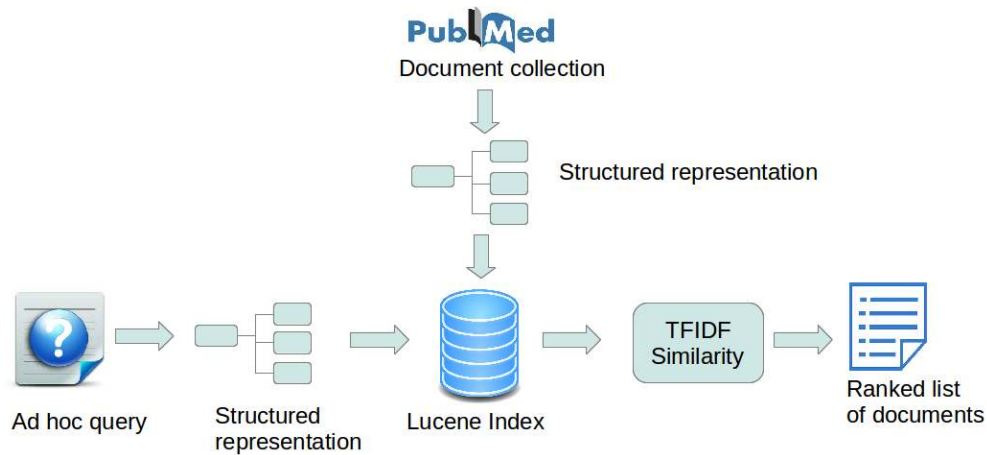 PubMed
Document collection
Structured representation
?
TFIDF
Similarity
Ad hoc query
Structured
representation
Lucene Index
Ranked list
of documents